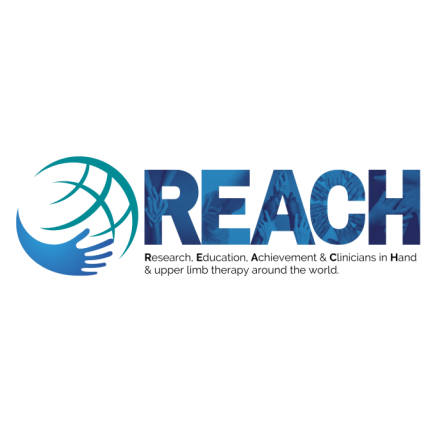 REACH
Research, Education, Achievement & Clinicians in Hand
& upper limb therapy around the world.